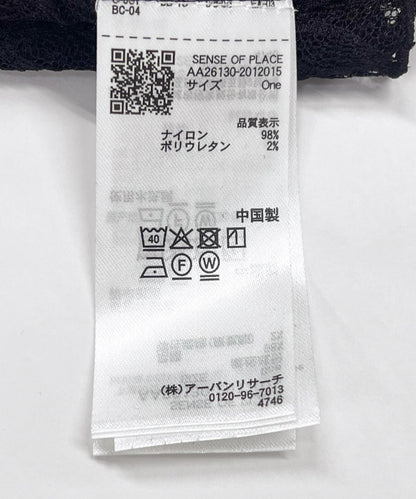 BC-04
SENSE OF PLACE
AA26130-2012015
サイズ One
品質表示
ナイロン 98%
ポリウレタン 2%
中国製
40
F W
(株)アーバンリサーチ
0120-96-7013
4746